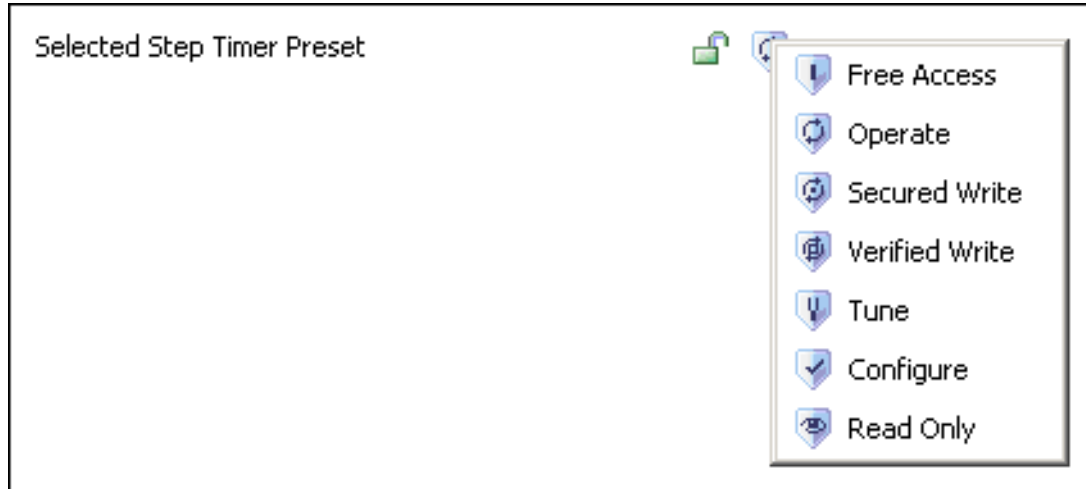 Selected Step Timer Preset
Free Access
Operate
Secured Write
Verified Write
Tune
Configure
Read Only